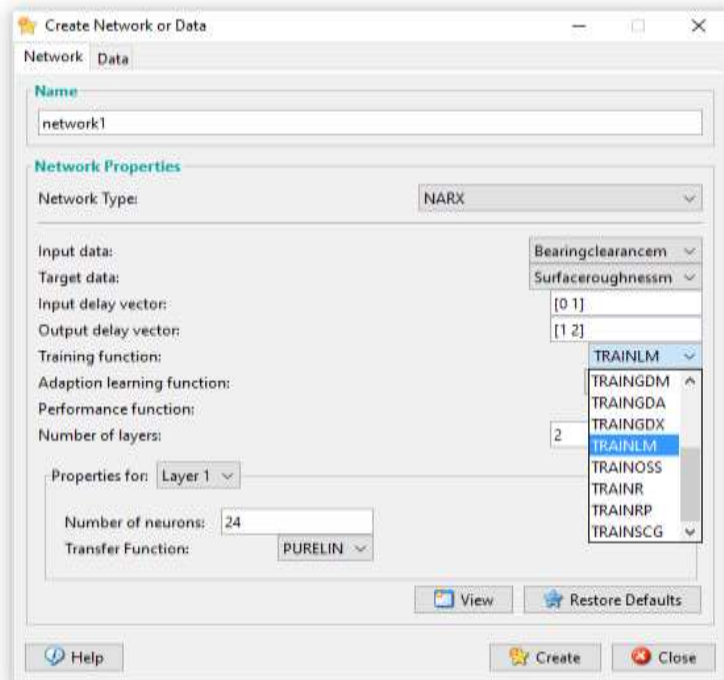 Create Network or Data
Network Data
Name
network1
Network Properties
Network Type: NARX
Input data: Bearingclearancem
Target data: Surfaceroughnessm
Input delay vector: [0 1]
Output delay vector: [1 2]
Training function: TRAINLM
Adaption learning function: TRAINGDM
Performance function: TRAINGDA
TRAINGDX
Number of layers: 2 TRAINLM
TRAINOSS
Properties for: Layer 1 TRAINR
TRAINRP
Number of neurons: 24 TRAINSCG
Transfer Function: PURELIN
View Restore Defaults
Help Create Close